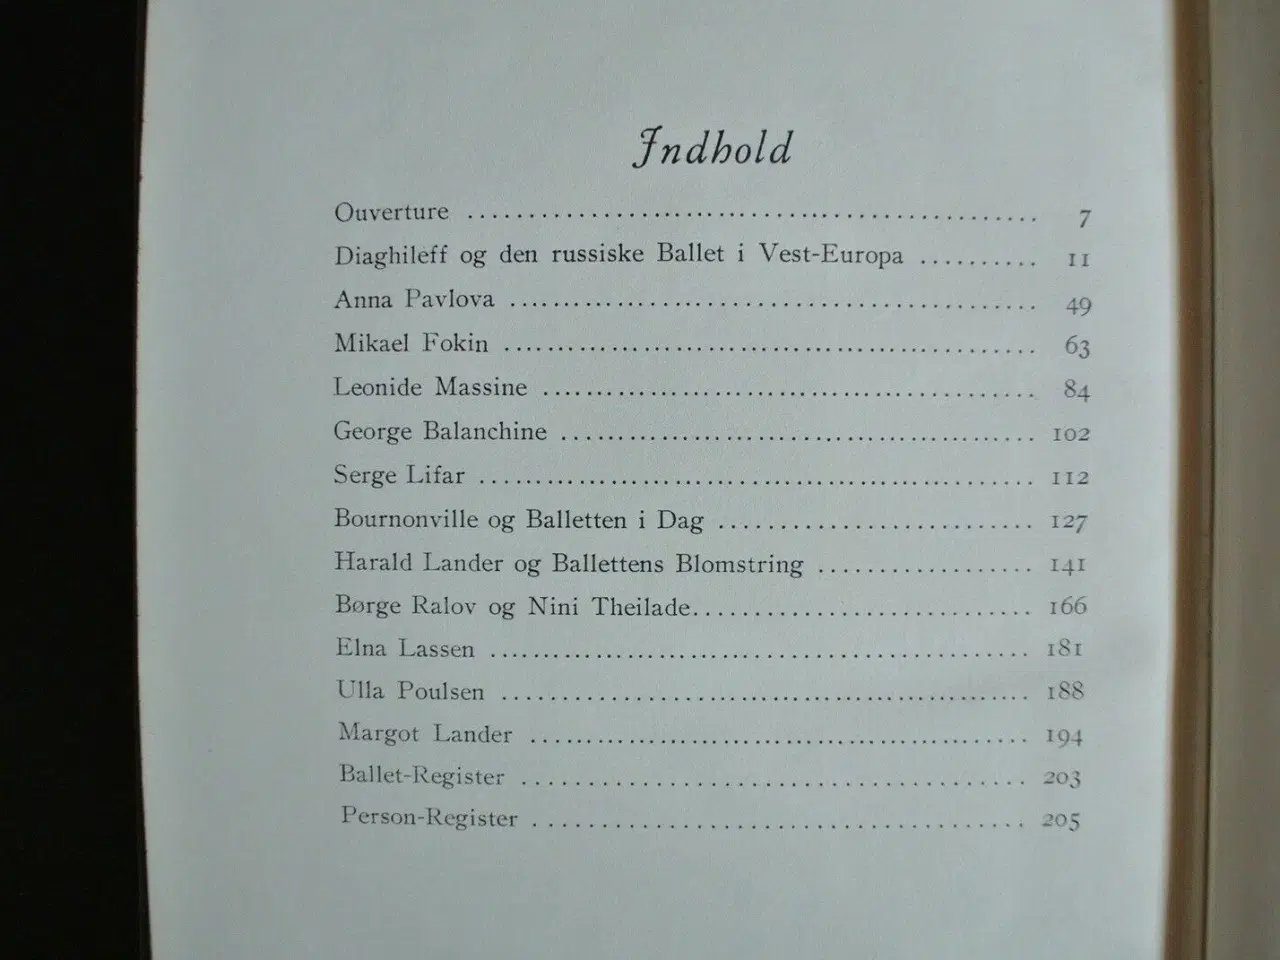 Indhold
Ouverture ........................................ 7
Diaghileff og den russiske Ballet i Vest-Europa .......... 11
Anna Pavlova ........................................ 49
Mikael Fokin ........................................ 63
Leonide Massine ..................................... 84
George Balanchine ................................... 102
Serge Lifar ......................................... 112
Bournonville og Balletten i Dag ........................ 127
Harald Lander og Ballettens Blomstring ................. 141
Børge Ralov og Nini Theilade........................... 166
Elna Lassen ......................................... 181
Ulla Poulsen ........................................ 188
Margot Lander ....................................... 194
Ballet-Register ..................................... 203
Person-Register ..................................... 205